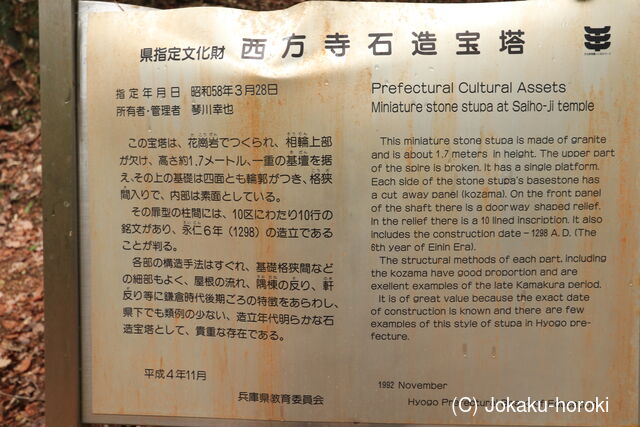 県指定文化財 西方寺石造宝塔
指定年月日 昭和58年3月28日
所有者・管理者 琴川幸也
この宝塔は、花崗岩でつくられ、相輪上部
が欠け、高さ約1.7メートル、一重の基壇を据
え、その上の基礎は四面とも輪郭がつき、格狭
間入りで、内部は素面としている。
その扉型の柱間には、10区にわたり10行の
銘文があり、永仁6年(1298)の造立である
ことが判る。
各部の構造手法はすぐれ、基礎格狭間など
の細部もよく、屋根の流れ、隅棟の反り、軒
反り等に鎌倉時代後期ごろの特徴をあらわし、
県下でも類例の少ない、造立年代明らかな石
造宝塔として、貴重な存在である。
平成4年11月
兵庫県教育委員会
Prefectural Cultural Assets
Miniature stone stupa at Saiho-ji temple
This miniature stone stupa is made of granite
and is about 1.7 meters in height. The upper part
of the spire is broken. It has a single platform.
Each side of the stone stupa's basestone has
a cut away panel (kozama). On the front panel
of the shaft there is a doorway shaped relief.
In the relief there is a 10 lined inscription. It also
includes the construction date - 1298 A. D. (The
6th year of Einin Era).
The structural methods of each part, including
the kozama have good proportion and are
exellent examples of the late Kamakura period.
It is of great value because the exact date
of construction is known and there are few
examples of this style of stupa in Hyogo pre-
fecture.
1992 November
Hyogo Prefectural
(C) Jokaku-horoki